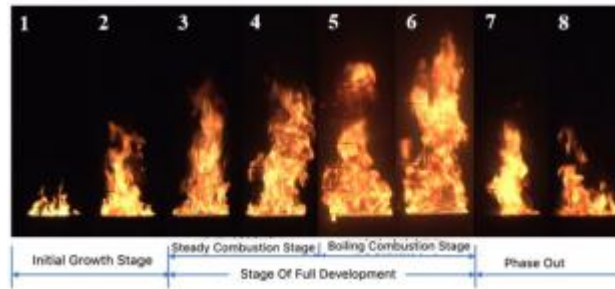 1 2 3 4 5 6 7 8
Steady Combustion Stage Boiling Combustion Stage
Initial Growth Stage Phase Out
Stage Of Full Development